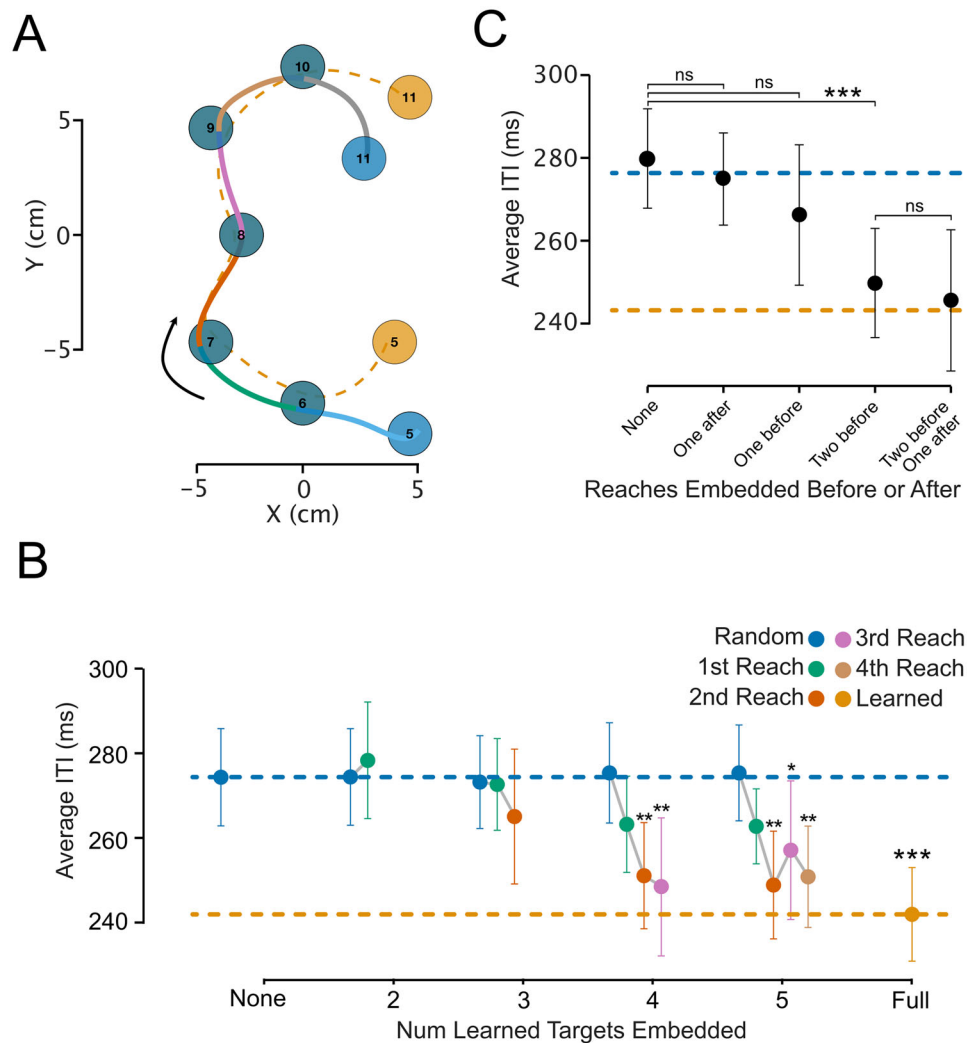 A
10
11
9
11
5
Y (cm)
0
8
−5
7
5
6
5
−5
0
5
X (cm)
C
300
ns
ns
***
280
Average ITI (ms)
260
ns
240
None
One after
One before
Two before
Two before
One after
Reaches Embedded Before or After
B
Random
3rd Reach
1st Reach
4th Reach
2nd Reach
Learned
300
280
Average ITI (ms)
260
240
**
**
**
*
**
***
None
2
3
4
5
Full
Num Learned Targets Embedded